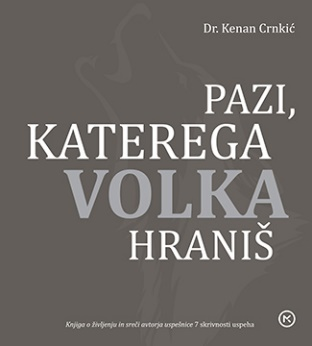 Dr. Kenan Crnkić
PAZI,
KATEREGA
VOLKA
HRANIŠ
Knjiga o življenju in sreči avtorja uspešnice 7 skrivnosti uspeha